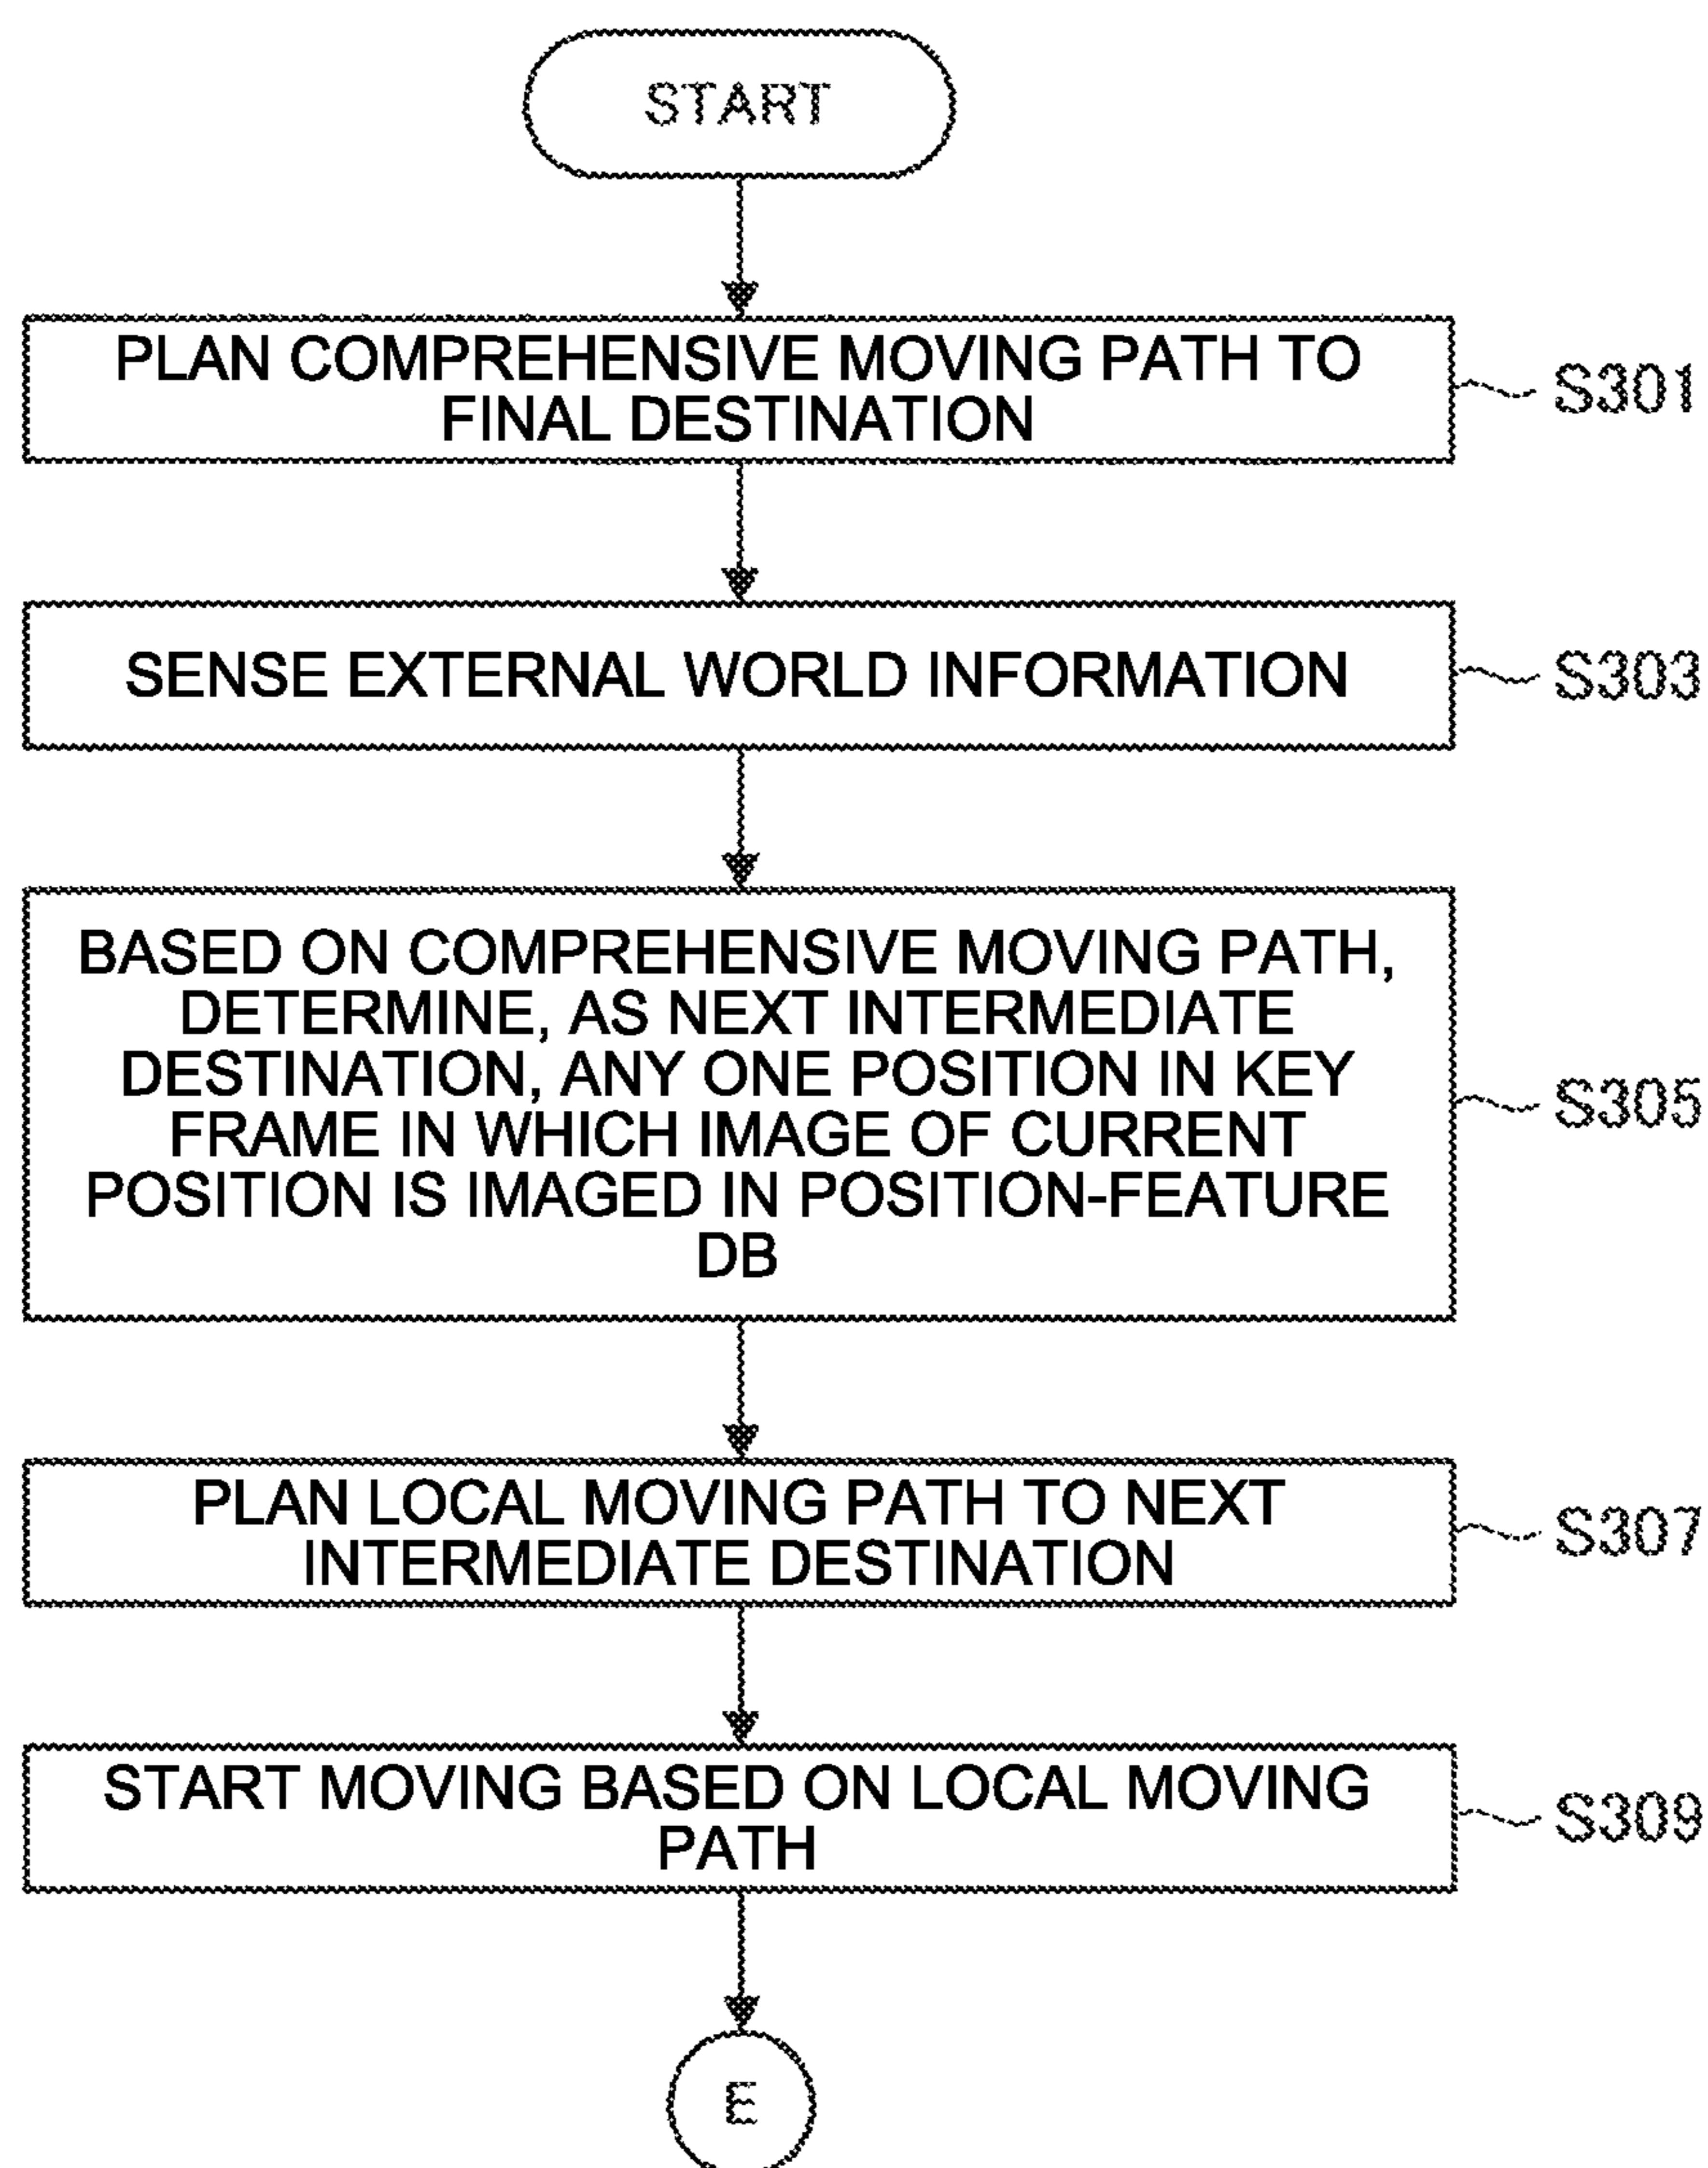 START
PLAN COMPREHENSIVE MOVING PATH TO
FINAL DESTINATION
S301
SENSE EXTERNAL WORLD INFORMATION
S303
BASED ON COMPREHENSIVE MOVING PATH,
DETERMINE, AS NEXT INTERMEDIATE
DESTINATION, ANY ONE POSITION IN KEY
FRAME IN WHICH IMAGE OF CURRENT
POSITION IS IMAGED IN POSITION-FEATURE
DB
S305
PLAN LOCAL MOVING PATH TO NEXT
INTERMEDIATE DESTINATION
S307
START MOVING BASED ON LOCAL MOVING
PATH
S309
E